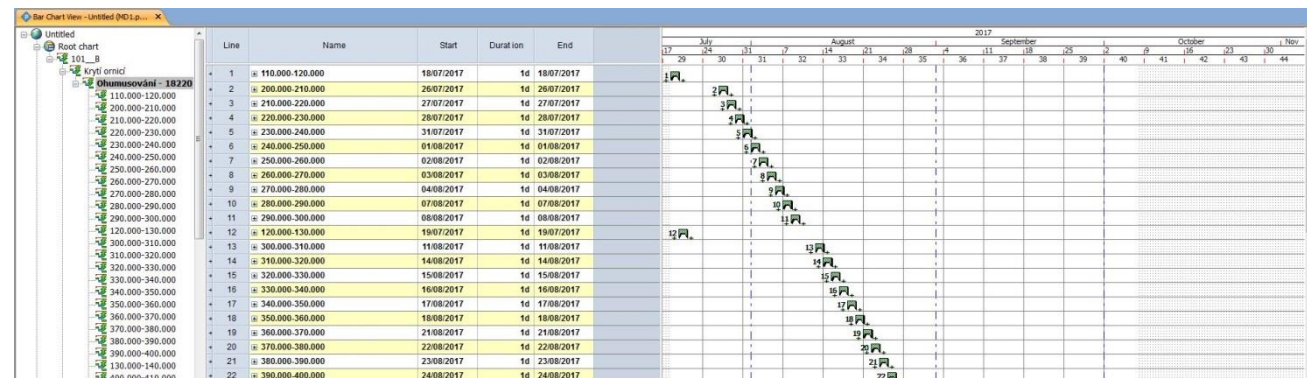 Bar Chart View - Untitled (MD1.p... X
Untitled
Root chart
101__B
Krytí ornicí
Ohumusování - 18220
110.000-120.000
200.000-210.000
210.000-220.000
220.000-230.000
230.000-240.000
240.000-250.000
250.000-260.000
260.000-270.000
270.000-280.000
280.000-290.000
290.000-300.000
120.000-130.000
300.000-310.000
310.000-320.000
320.000-330.000
330.000-340.000
340.000-350.000
350.000-360.000
360.000-370.000
370.000-380.000
380.000-390.000
390.000-400.000
130.000-140.000
400.000-410.000
Line Name Start Duration End
1 110.000-120.000 18/07/2017 1d 18/07/2017
2 200.000-210.000 26/07/2017 1d 26/07/2017
3 210.000-220.000 27/07/2017 1d 27/07/2017
4 220.000-230.000 28/07/2017 1d 28/07/2017
5 230.000-240.000 31/07/2017 1d 31/07/2017
6 240.000-250.000 01/08/2017 1d 01/08/2017
7 250.000-260.000 02/08/2017 1d 02/08/2017
8 260.000-270.000 03/08/2017 1d 03/08/2017
9 270.000-280.000 04/08/2017 1d 04/08/2017
10 280.000-290.000 07/08/2017 1d 07/08/2017
11 290.000-300.000 08/08/2017 1d 08/08/2017
12 120.000-130.000 19/07/2017 1d 19/07/2017
13 300.000-310.000 11/08/2017 1d 11/08/2017
14 310.000-320.000 14/08/2017 1d 14/08/2017
15 320.000-330.000 15/08/2017 1d 15/08/2017
16 330.000-340.000 16/08/2017 1d 16/08/2017
17 340.000-350.000 17/08/2017 1d 17/08/2017
18 350.000-360.000 18/08/2017 1d 18/08/2017
19 360.000-370.000 21/08/2017 1d 21/08/2017
20 370.000-380.000 22/08/2017 1d 22/08/2017
21 380.000-390.000 23/08/2017 1d 23/08/2017
22 390.000-400.000 24/08/2017 1d 24/08/2017
2017
July August September October Nov
17 24 31 7 14 21 28 4 11 18 25 2 9 16 23 30
29 30 31 32 33 34 35 36 37 38 39 40 41 42 43 44
1
2
3
4
5
6
7
8
9
10
11
12
13
14
15
16
17
18
19
20
21
22